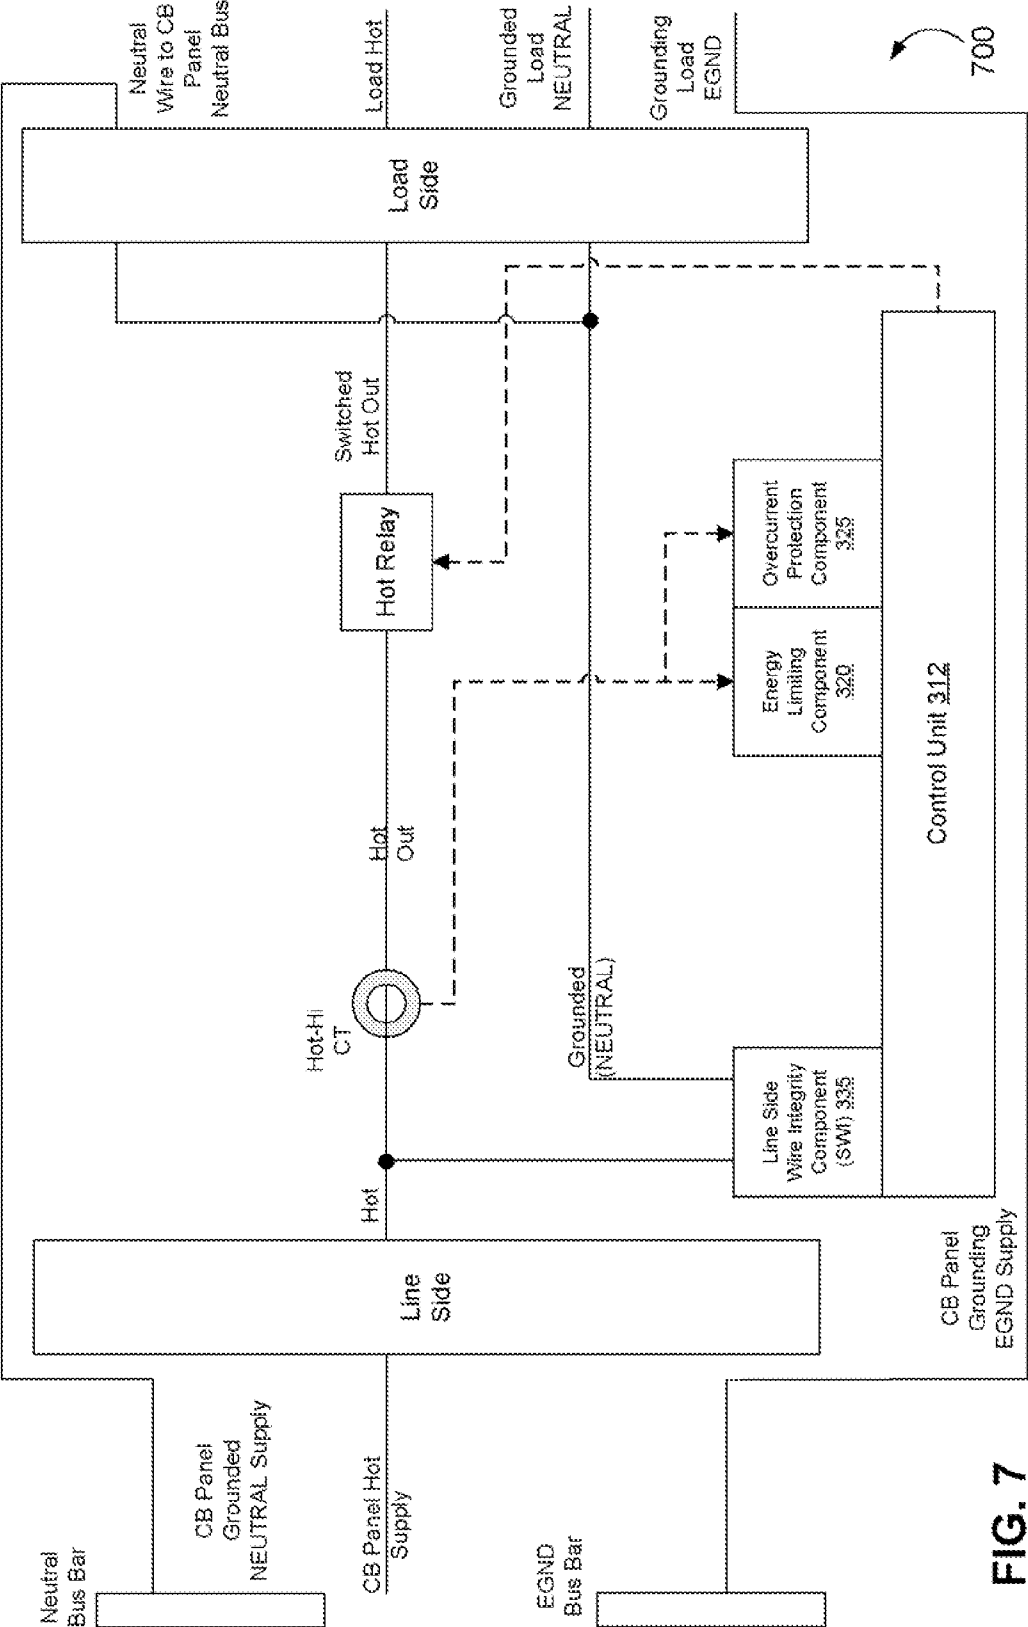 Neutral
Bus Bar
CB Panel
Grounded
NEUTRAL Supply
CB Panel Hot
Supply
EGND
Bus Bar
Line
Side
Hot
Hot-Hi
CT
Hot
Out
Hot Relay
Switched
Hot Out
Grounded
(NEUTRAL)
Line Side
Wire Integrity
Component
(SWI) 335
Energy
Limiting
Component
320
Overcurrent
Protection
Component
325
Control Unit 312
CB Panel
Grounding
EGND Supply
Load
Side
Neutral
Wire to CB
Panel
Neutral Bus
Load Hot
Grounded
Load
NEUTRAL
Grounding
Load
EGND
700
FIG. 7